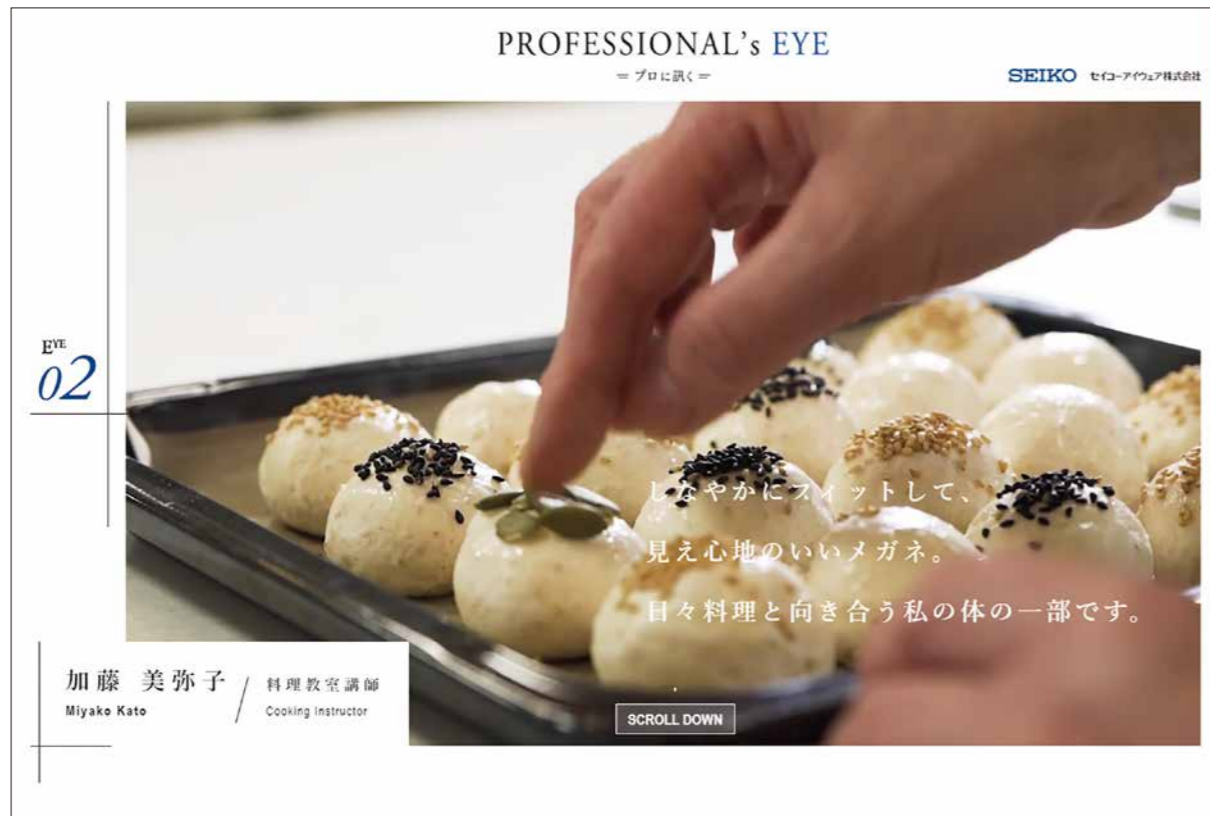 PROFESSIONAL's EYE
= プロに訊く =
SEIKO セイコーアイウェア株式会社
EYE
02
しなやかにフィットして、
見え心地のいいメガネ。
日々料理と向き合う私の体の一部です。
加藤 美弥子 / 料理教室講師
Miyako Kato Cooking Instructor
SCROLL DOWN